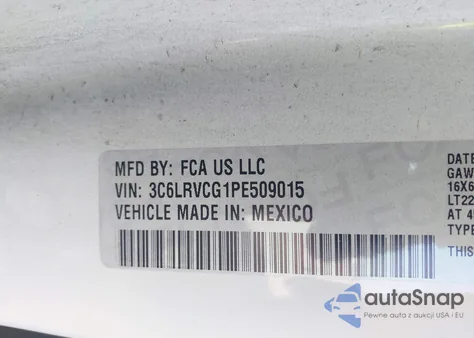 MFD BY: FCA US LLC
VIN: 3C6LRVCG1PE509015
VEHICLE MADE IN: MEXICO
DATE
GAW
16X6
LT22
AT 4
TYPE
THIS
autoSnap
Pewne auta z aukcji USA i EU